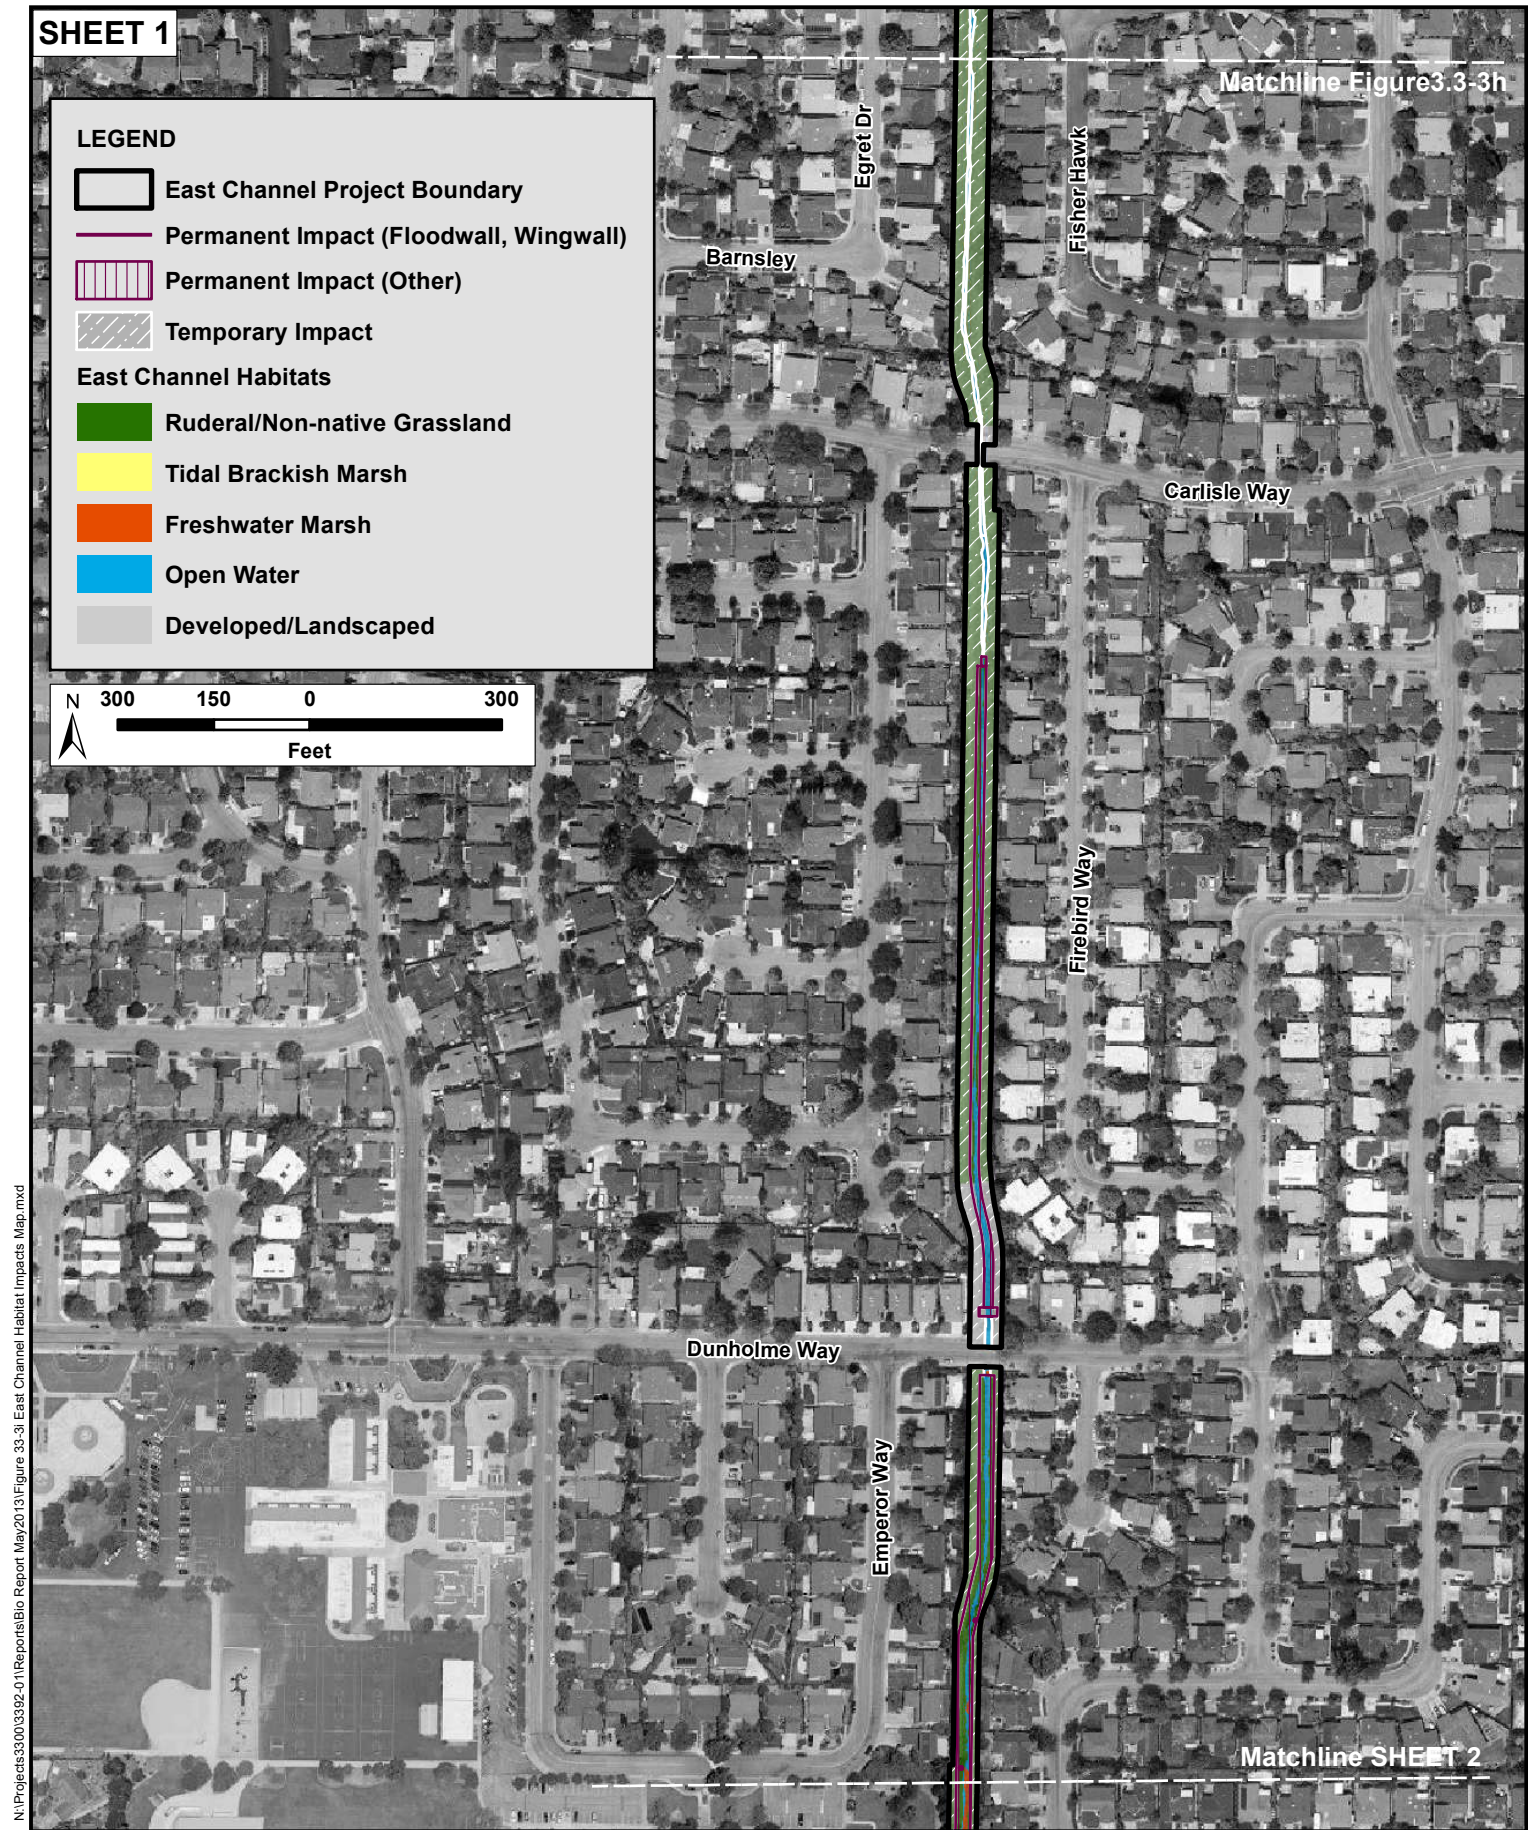 SHEET 1
Matchline Figure3.3-3h
LEGEND
East Channel Project Boundary
Permanent Impact (Floodwall, Wingwall)
Permanent Impact (Other)
Temporary Impact
East Channel Habitats
Ruderal/Non-native Grassland
Tidal Brackish Marsh
Freshwater Marsh
Open Water
Developed/Landscaped
N
300 150 0 300
Feet
Egret Dr
Fisher Hawk
Barnsley
Carlisle Way
Firebird Way
Dunholme Way
Emperor Way
Matchline SHEET 2
N:\Projects3300\3392-01\Reports\Bio Report May2013\Figure 33-3i East Channel Habitat Impacts Map.mxd